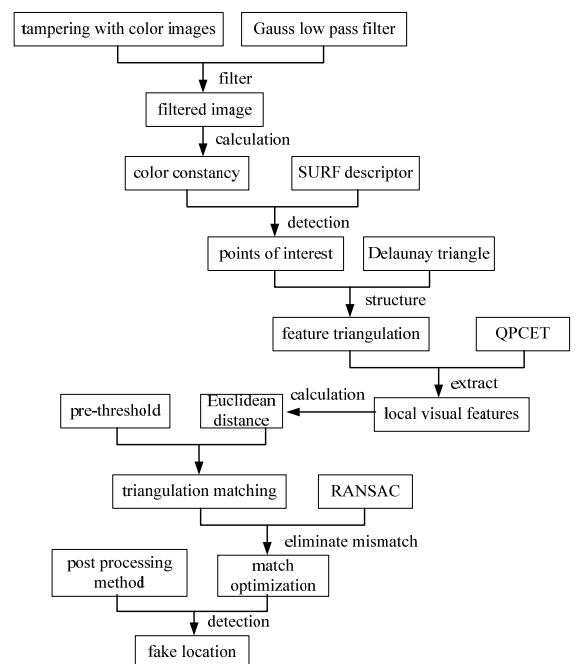 tampering with color images
Gauss low pass filter
filter
filtered image
calculation
color constancy
SURF descriptor
detection
points of interest
Delaunay triangle
structure
feature triangulation
QPCET
extract
local visual features
calculation
Euclidean
distance
pre-threshold
triangulation matching
RANSAC
eliminate mismatch
post processing
method
match
optimization
detection
fake location